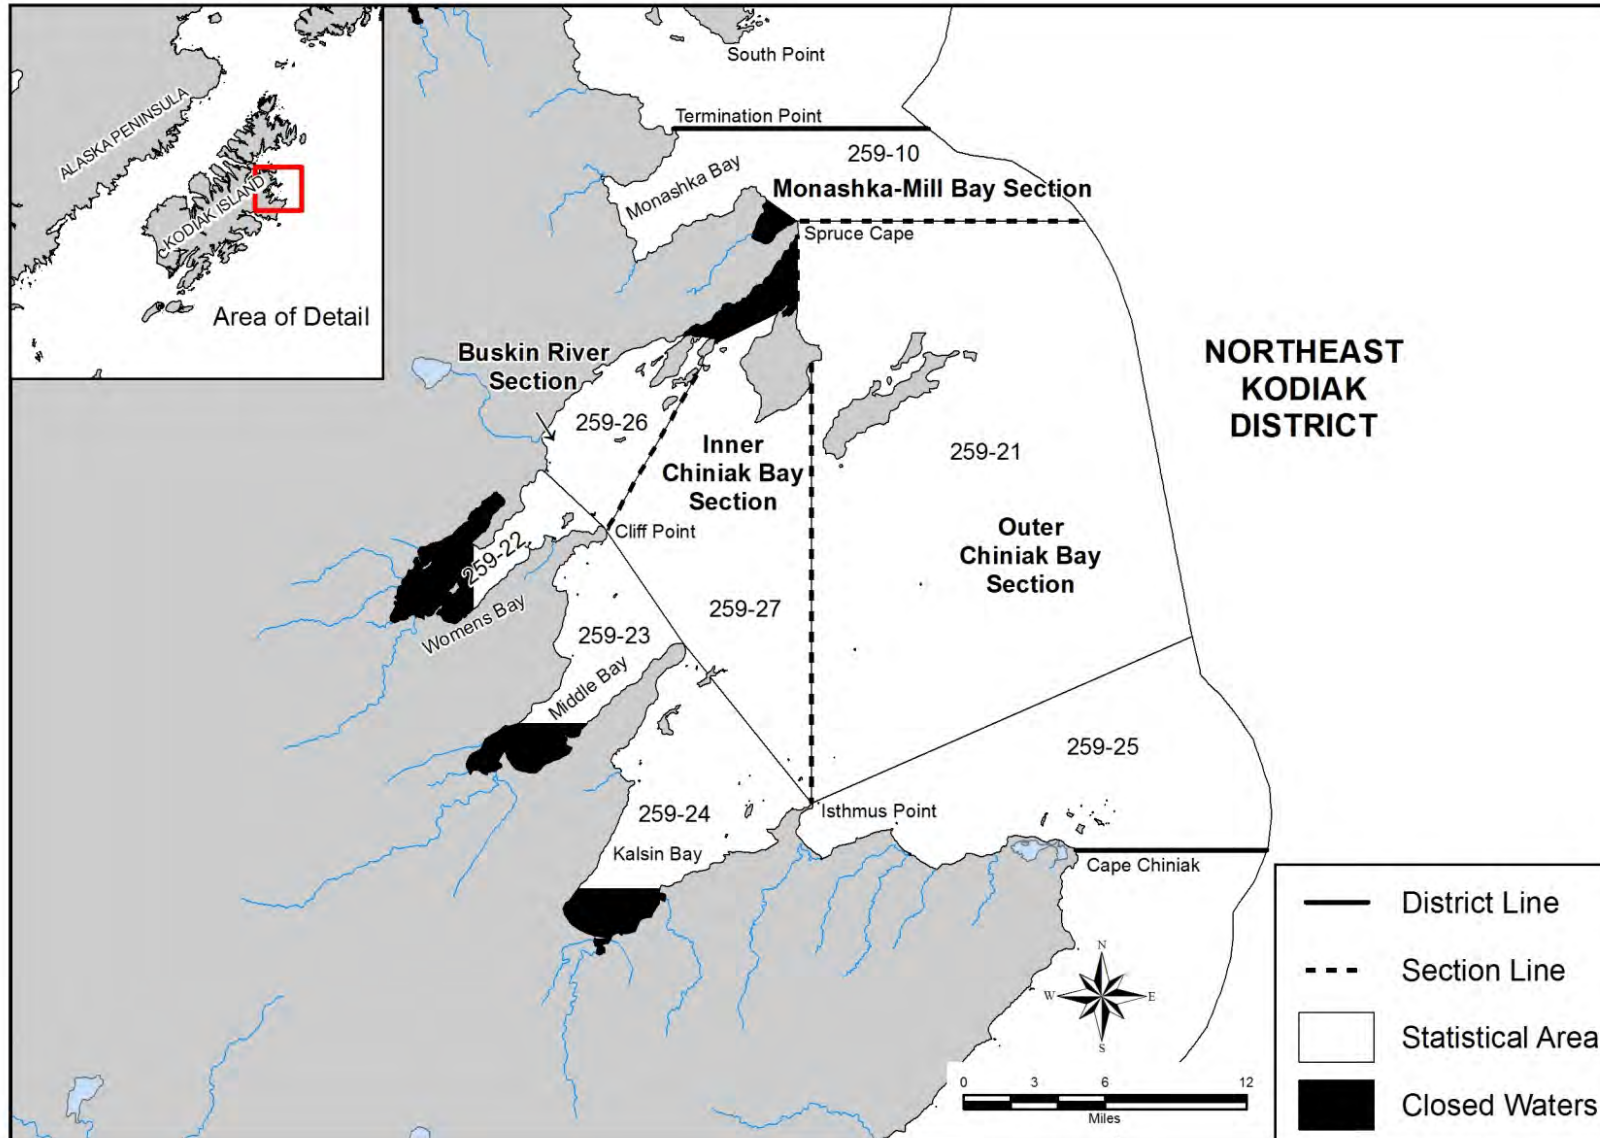 South Point
Termination Point
259-10
Monashka Bay
Monashka-Mill Bay Section
Spruce Cape
ALASKA PENINSULA
KODIAK ISLAND
Area of Detail
Buskin River
Section
259-26
Inner
Chiniak Bay
Section
259-21
NORTHEAST
KODIAK
DISTRICT
Outer
Chiniak Bay
Section
Cliff Point
259-22
Womens Bay
259-27
259-23
Middle Bay
259-25
259-24
Isthmus Point
Kalsin Bay
Cape Chiniak
N
W
E
S
0 3 6 12
Miles
District Line
Section Line
Statistical Area
Closed Waters